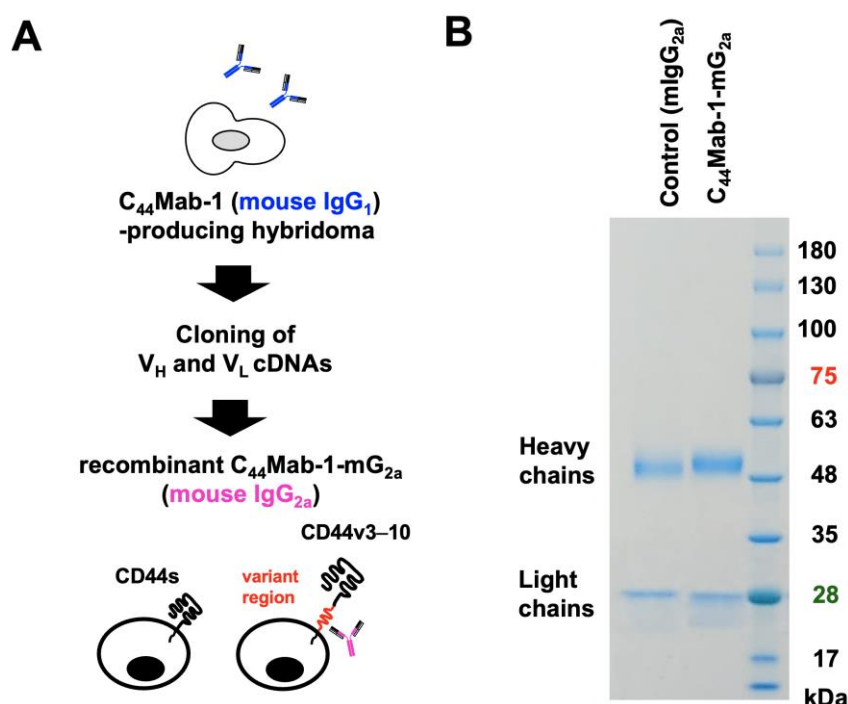 A
C₄₄Mab-1 (mouse IgG₁)
-producing hybridoma
Cloning of
V_H and V_L cDNAs
recombinant C₄₄Mab-1-mG₂ₐ
(mouse IgG₂ₐ)
CD44s
variant
region
CD44v3–10
B
Control (mIgG₂ₐ)
C₄₄Mab-1-mG₂ₐ
Heavy
chains
Light
chains
180
130
100
75
63
48
35
28
17
kDa